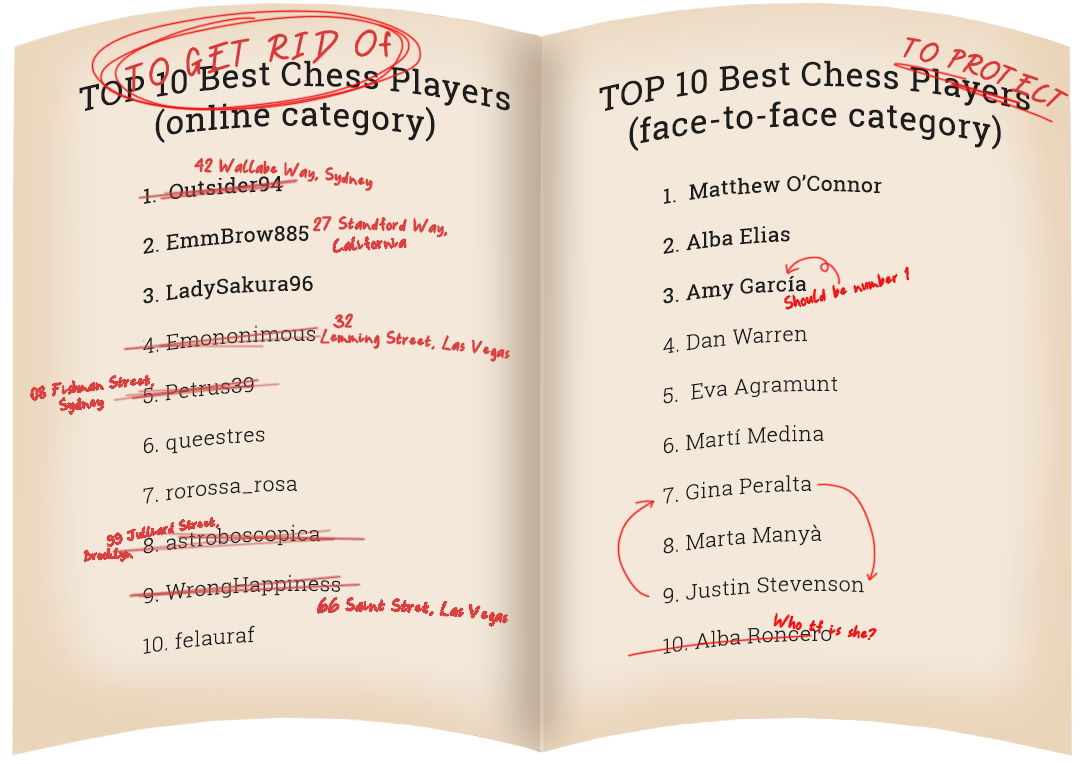 TO GET RID Of
TOP 10 Best Chess Players
(online category)
42 Wallabe Way, Sydney
1. Outsider94
2. EmmBrow885
27 Standford Way,
California
3. LadySakura96
4. Emononimous
32
Lemming Street, Las Vegas
08 Fishman Street,
Sydney
5. Petrus39
6. queestres
7. rorossa_rosa
99 Julleard Street,
Brooklyn
8. astroboscopica
9. WrongHappiness
66 Saint Stret, Las Vegas
10. felauraf
TO PROTECT
TOP 10 Best Chess Players
(face-to-face category)
1. Matthew O’Connor
2. Alba Elias
3. Amy García
Should be number 1
4. Dan Warren
5. Eva Agramunt
6. Martí Medina
7. Gina Peralta
8. Marta Manyà
9. Justin Stevenson
10. Alba Roncero
Who tf is she?